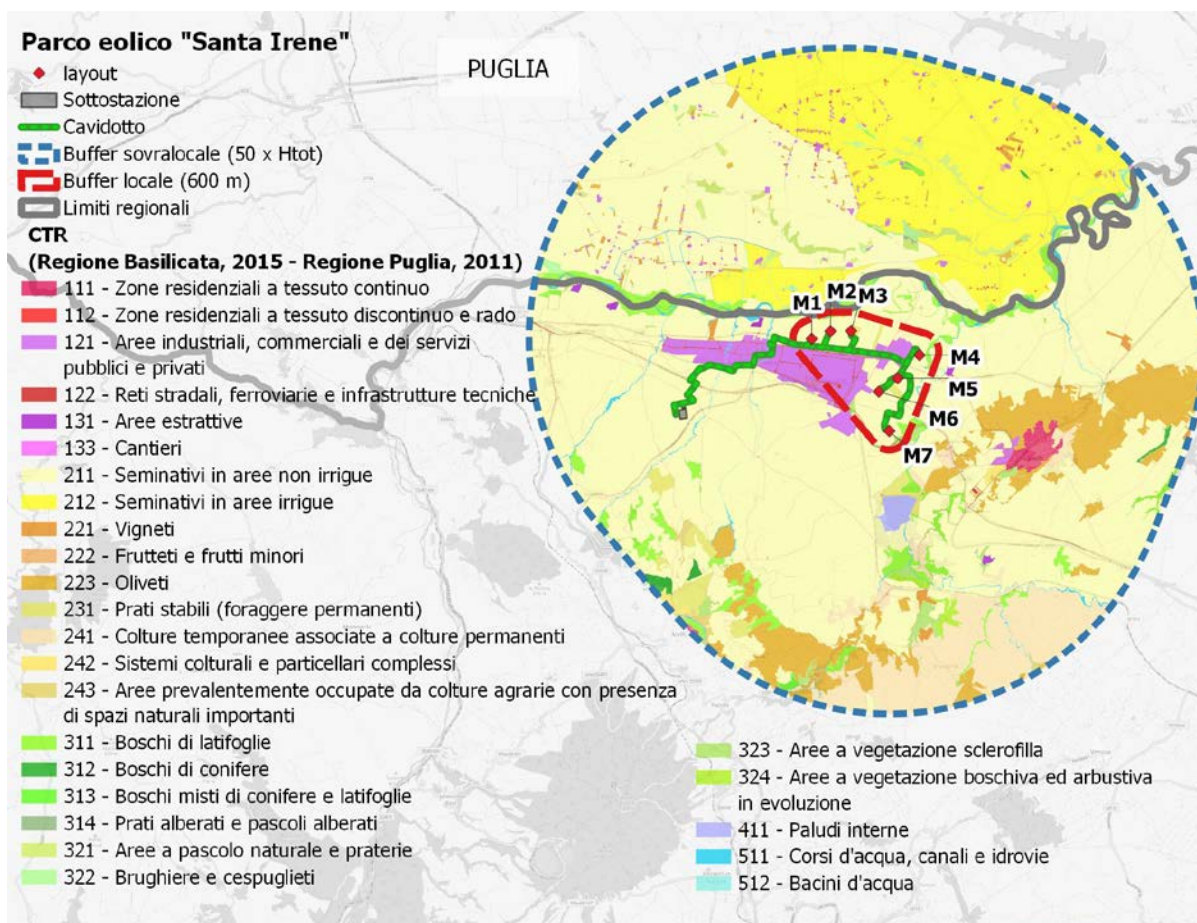 Parco eolico "Santa Irene"
layout
Sottostazione
Cavidotto
Buffer sovralocale (50 x Htot)
Buffer locale (600 m)
Limiti regionali
CTR
(Regione Basilicata, 2015 - Regione Puglia, 2011)
111 - Zone residenziali a tessuto continuo
112 - Zone residenziali a tessuto discontinuo e rado
121 - Aree industriali, commerciali e dei servizi
pubblici e privati
122 - Reti stradali, ferroviarie e infrastrutture tecniche
131 - Aree estrattive
133 - Cantieri
211 - Seminativi in aree non irrigue
212 - Seminativi in aree irrigue
221 - Vigneti
222 - Frutteti e frutti minori
223 - Oliveti
231 - Prati stabili (foraggere permanenti)
241 - Colture temporanee associate a colture permanenti
242 - Sistemi colturali e particellari complessi
243 - Aree prevalentemente occupate da colture agrarie con presenza
di spazi naturali importanti
311 - Boschi di latifoglie
312 - Boschi di conifere
313 - Boschi misti di conifere e latifoglie
314 - Prati alberati e pascoli alberati
321 - Aree a pascolo naturale e praterie
322 - Brughiere e cespuglieti
323 - Aree a vegetazione sclerofilla
324 - Aree a vegetazione boschiva ed arbustiva
in evoluzione
411 - Paludi interne
511 - Corsi d'acqua, canali e idrovie
512 - Bacini d'acqua
PUGLIA
M1
M2
M3
M4
M5
M6
M7